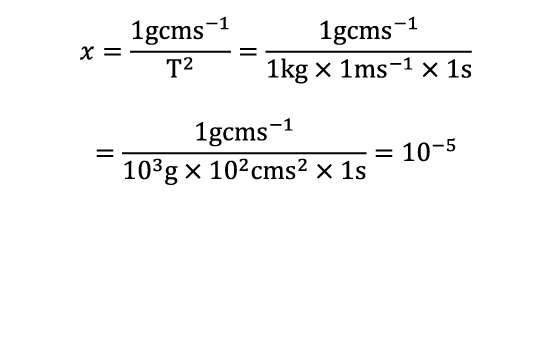 x = 1gcms⁻¹ / T² = 1gcms⁻¹ / 1kg × 1ms⁻¹ × 1s
= 1gcms⁻¹ / 10³g × 10²cms² × 1s = 10⁻⁵